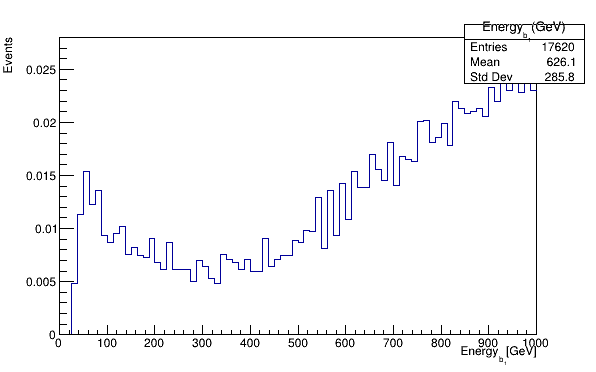 Energy_b_1(GeV)
Entries 17620
Mean 626.1
Std Dev 285.8
Events
0.025
0.02
0.015
0.01
0.005
0
0 100 200 300 400 500 600 700 800 900 1000
Energy_b_1[GeV]